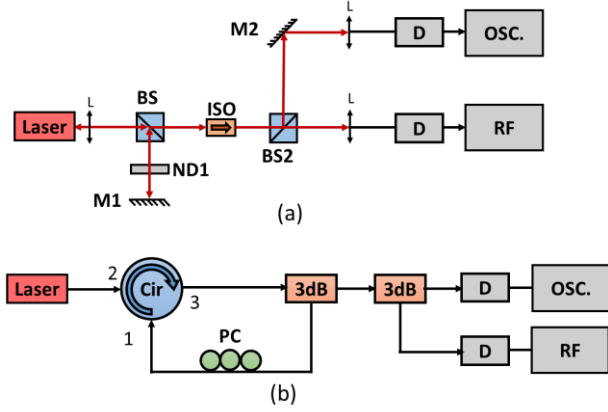 M2
L
D
OSC.
L
BS
ISO
L
Laser
BS2
D
RF
ND1
M1
(a)
Laser
2
Cir
3
3dB
3dB
D
OSC.
1
PC
D
RF
(b)